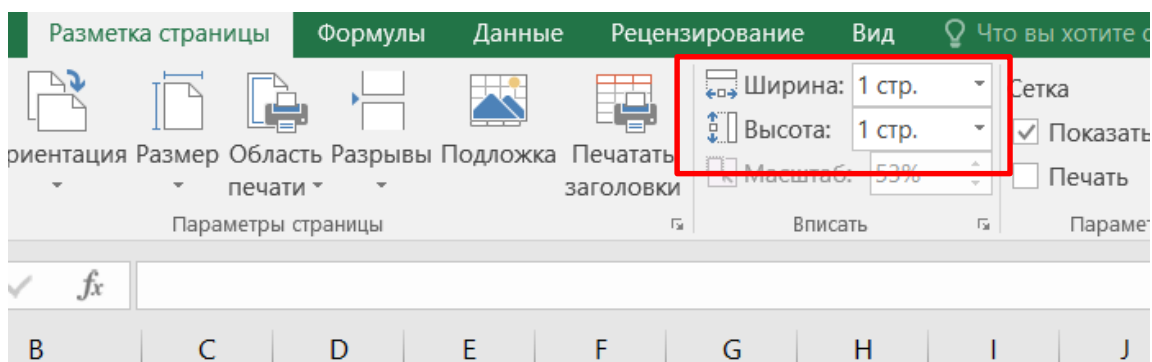 Разметка страницы Формулы Данные Рецензирование Вид Что вы хотите с
Ширина: 1 стр. Сетка
Высота: 1 стр. Показать
риентация Размер Область Разрывы Подложка Печатать
Масштаб: 53% Печать
печати заголовки
Параметры страницы Вписать Парамет
fx
B C D E F G H I J